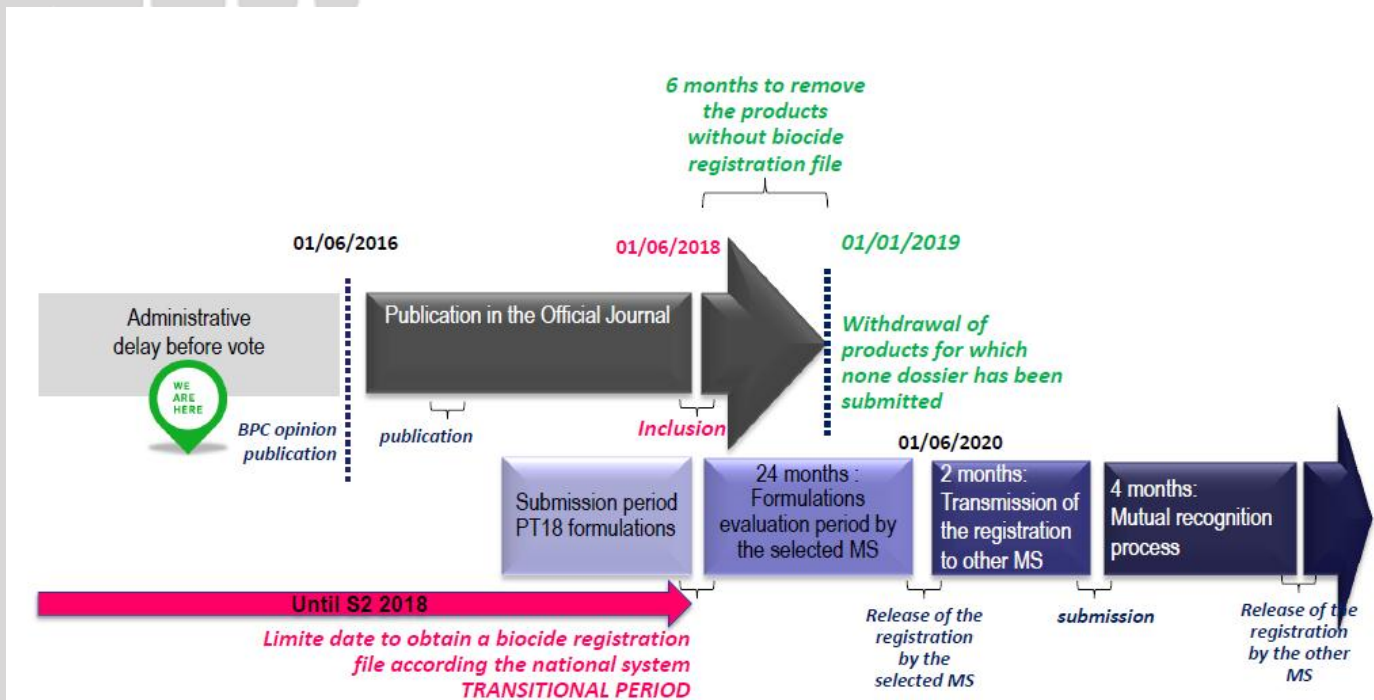 6 months to remove
the products
without biocide
registration file
01/06/2016
01/06/2018
01/01/2019
Administrative
delay before vote
WE
ARE
HERE
BPC opinion
publication
Publication in the Official Journal
publication
Inclusion
Withdrawal of
products for which
none dossier has been
submitted
01/06/2020
Submission period
PT18 formulations
24 months :
Formulations
evaluation period by
the selected MS
2 months:
Transmission of
the registration
to other MS
4 months:
Mutual recognition
process
Until S2 2018
Limite date to obtain a biocide registration
file according the national system
TRANSITIONAL PERIOD
Release of the
registration
by the
selected MS
submission
Release of the
registration
by the other
MS